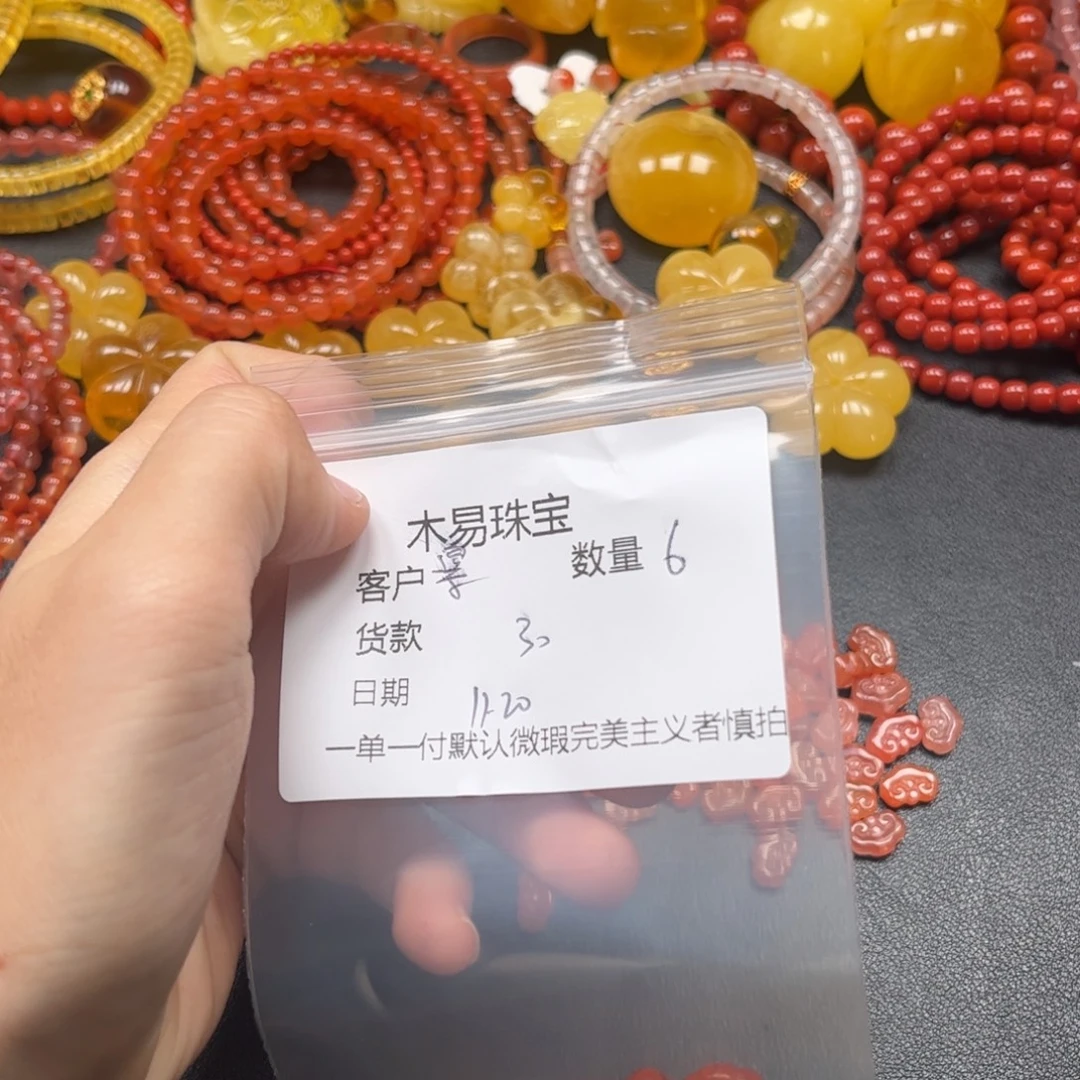 木易珠宝
客户 数量 6
货款 30
日期 11.20
一单一付默认微瑕完美主义者慎拍